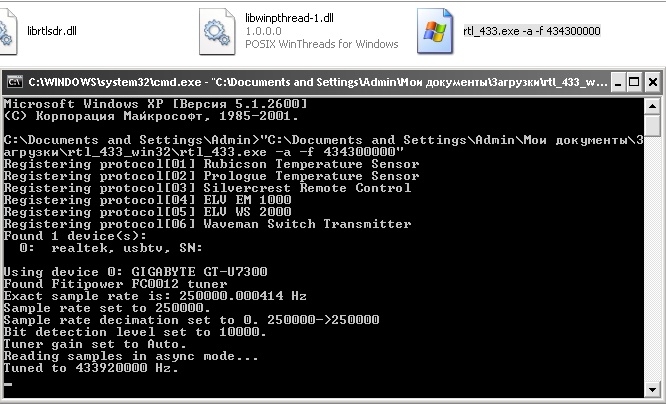 librtlsdr.dll
libwinpthread-1.dll
1.0.0.0
POSIX WinThreads for Windows
rtl_433.exe -a -f 434300000
C:\WINDOWS\system32\cmd.exe - "C:\Documents and Settings\Admin\Мои документы\Загрузки\rtl_433_w...
Microsoft Windows XP [Версия 5.1.2600]
(C) Корпорация Майкрософт, 1985-2001.
C:\Documents and Settings\Admin>"C:\Documents and Settings\Admin\Мои документы\З
агрузки\rtl_433_win32\rtl_433.exe -a -f 434300000"
Registering protocol[01] Rubicson Temperature Sensor
Registering protocol[02] Prologue Temperature Sensor
Registering protocol[03] Silvercrest Remote Control
Registering protocol[04] ELV EM 1000
Registering protocol[05] ELV WS 2000
Registering protocol[06] Waveman Switch Transmitter
Found 1 device(s):
0: realtek, usbtv, SN:
Using device 0: GIGABYTE GT-U7300
Found Fitipower FC0012 tuner
Exact sample rate is: 250000.000414 Hz
Sample rate set to 250000.
Sample rate decimation set to 0. 250000->250000
Bit detection level set to 10000.
Tuner gain set to Auto.
Reading samples in async mode...
Tuned to 433920000 Hz.